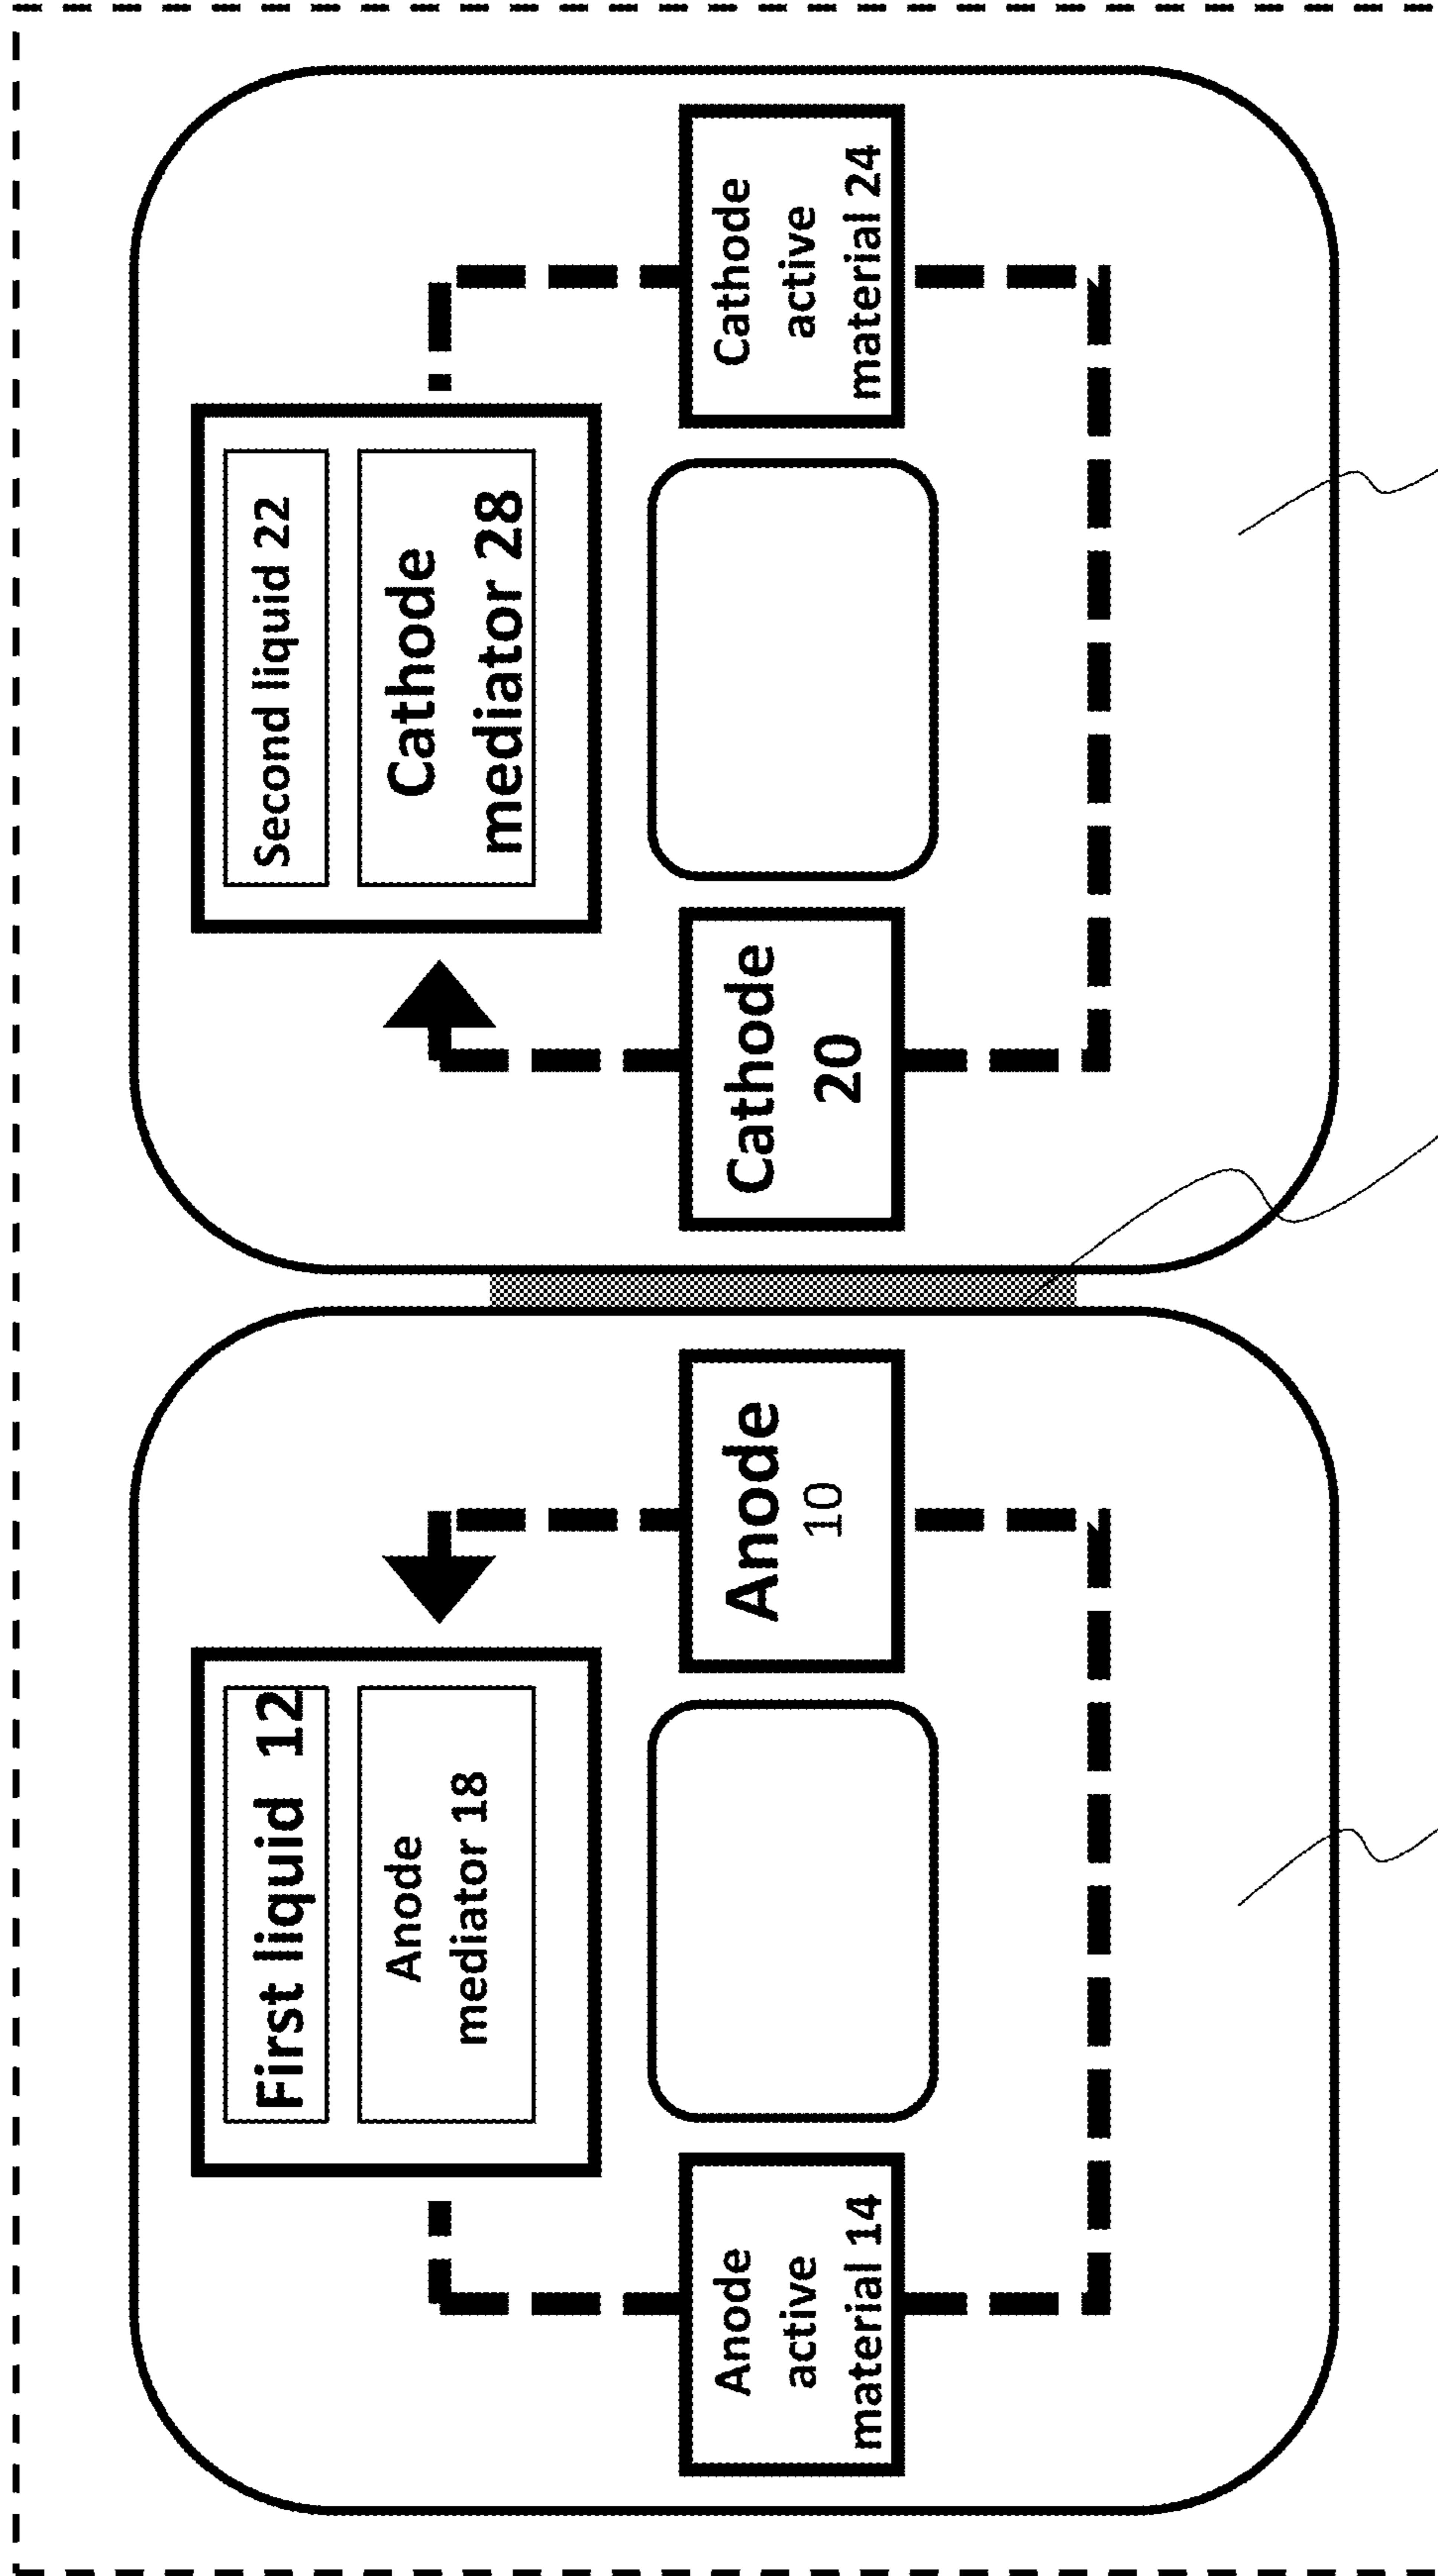 First liquid 12
Anode
mediator 18
Anode
active
material 14
Anode
10
Second liquid 22
Cathode
mediator 28
Cathode
20
Cathode
active
material 24